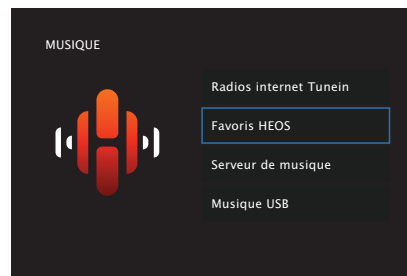 MUSIQUE
Radios internet Tunein
Favoris HEOS
Serveur de musique
Musique USB